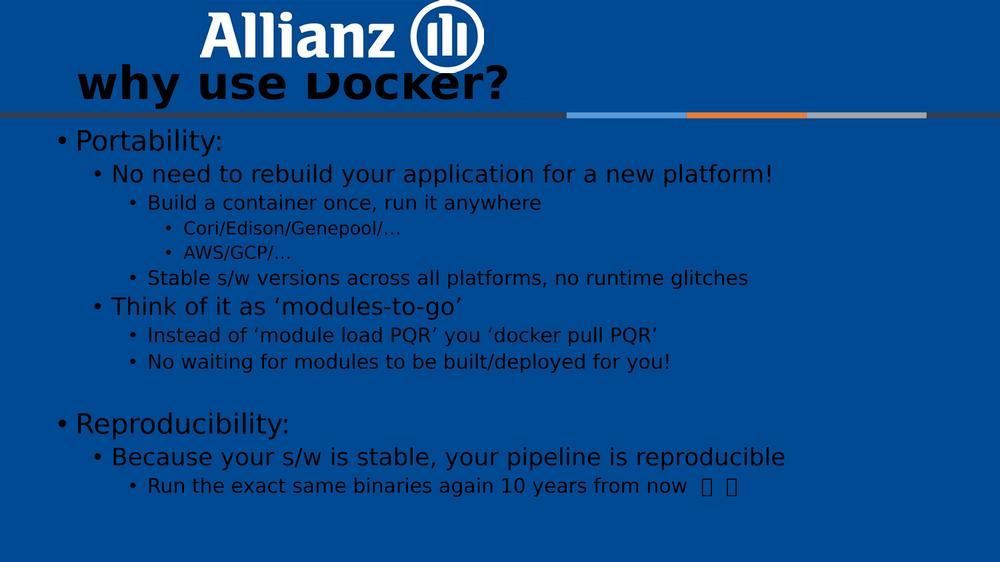 Allianz
why use Docker?
• Portability:
• No need to rebuild your application for a new platform!
• Build a container once, run it anywhere
• Cori/Edison/Genepool/…
• AWS/GCP/…
• Stable s/w versions across all platforms, no runtime glitches
• Think of it as ‘modules-to-go’
• Instead of ‘module load PQR’ you ‘docker pull PQR’
• No waiting for modules to be built/deployed for you!
• Reproducibility:
• Because your s/w is stable, your pipeline is reproducible
• Run the exact same binaries again 10 years from now